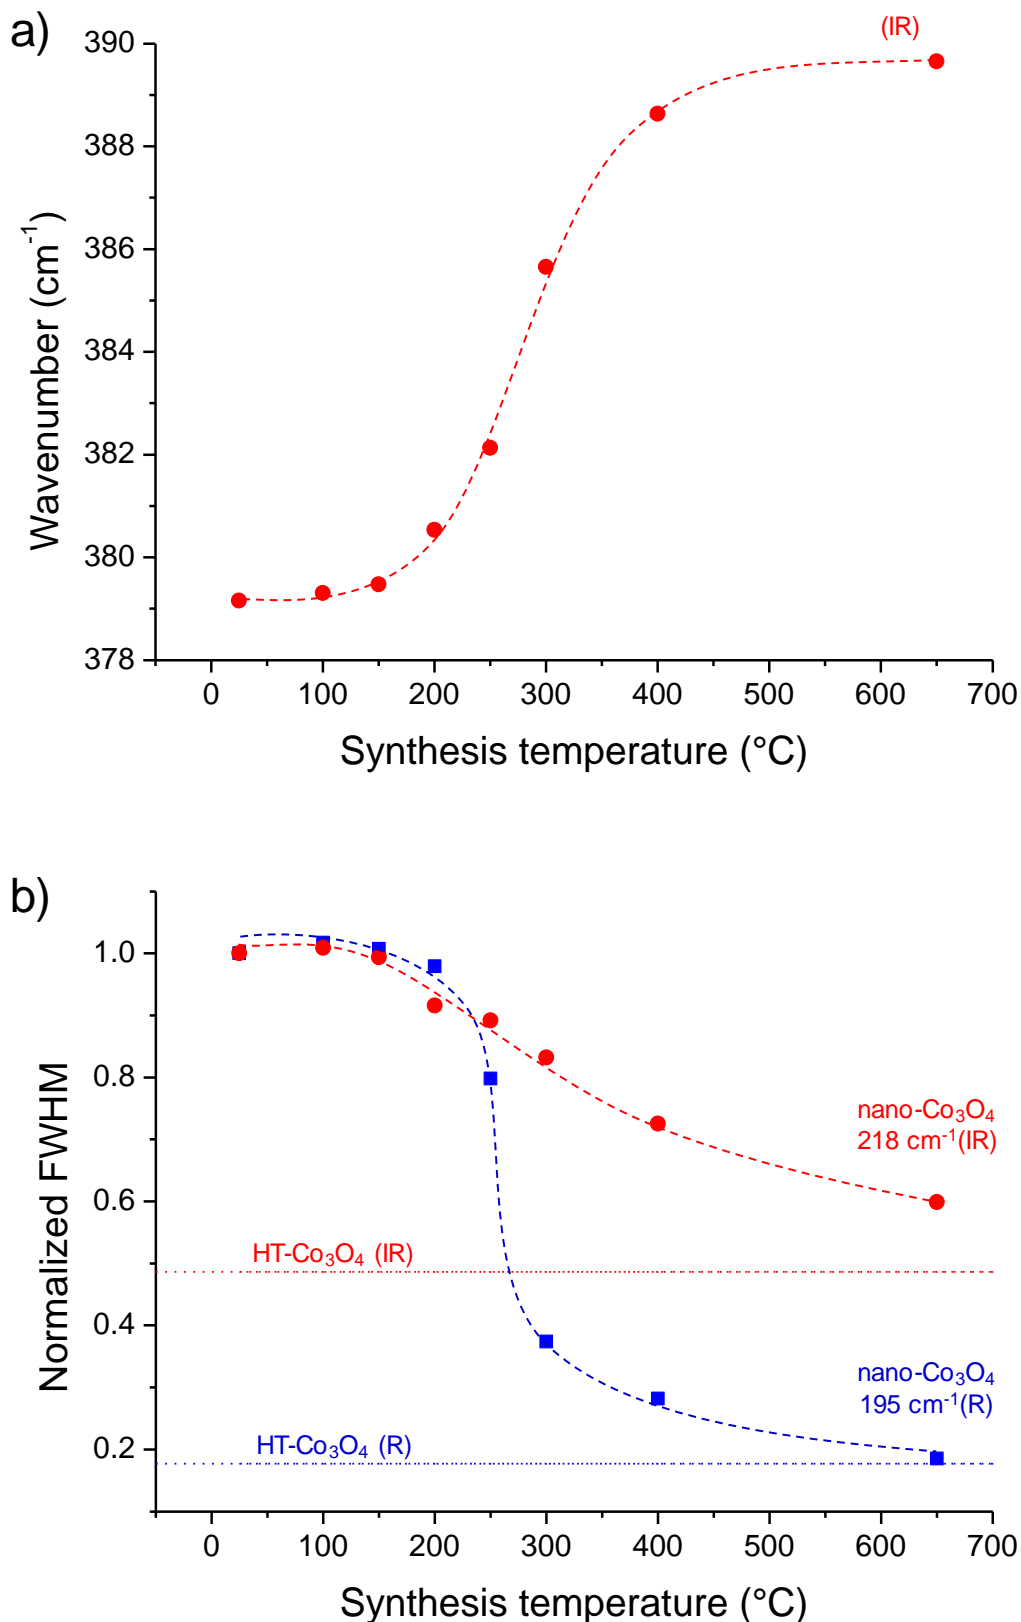 a)
(IR)
390
388
386
384
382
380
378
Wavenumber (cm⁻¹)
0 100 200 300 400 500 600 700
Synthesis temperature (°C)
b)
1.0
0.8
0.6
0.4
0.2
Normalized FWHM
nano-Co₃O₄
218 cm⁻¹(IR)
HT-Co₃O₄ (IR)
nano-Co₃O₄
195 cm⁻¹(R)
HT-Co₃O₄ (R)
0 100 200 300 400 500 600 700
Synthesis temperature (°C)